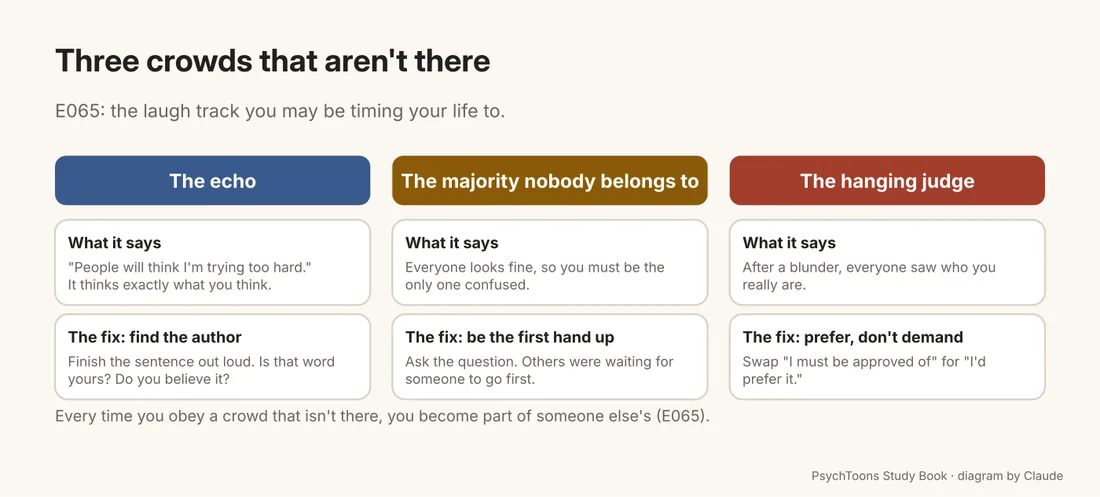 Three crowds that aren't there
E065: the laugh track you may be timing your life to.
The echo
What it says
"People will think I'm trying too hard."
It thinks exactly what you think.
The fix: find the author
Finish the sentence out loud. Is that word
yours? Do you believe it?
The majority nobody belongs to
What it says
Everyone looks fine, so you must be the
only one confused.
The fix: be the first hand up
Ask the question. Others were waiting for
someone to go first.
The hanging judge
What it says
After a blunder, everyone saw who you
really are.
The fix: prefer, don't demand
Swap "I must be approved of" for "I'd
prefer it."
Every time you obey a crowd that isn't there, you become part of someone else's (E065).
PsychToons Study Book · diagram by Claude